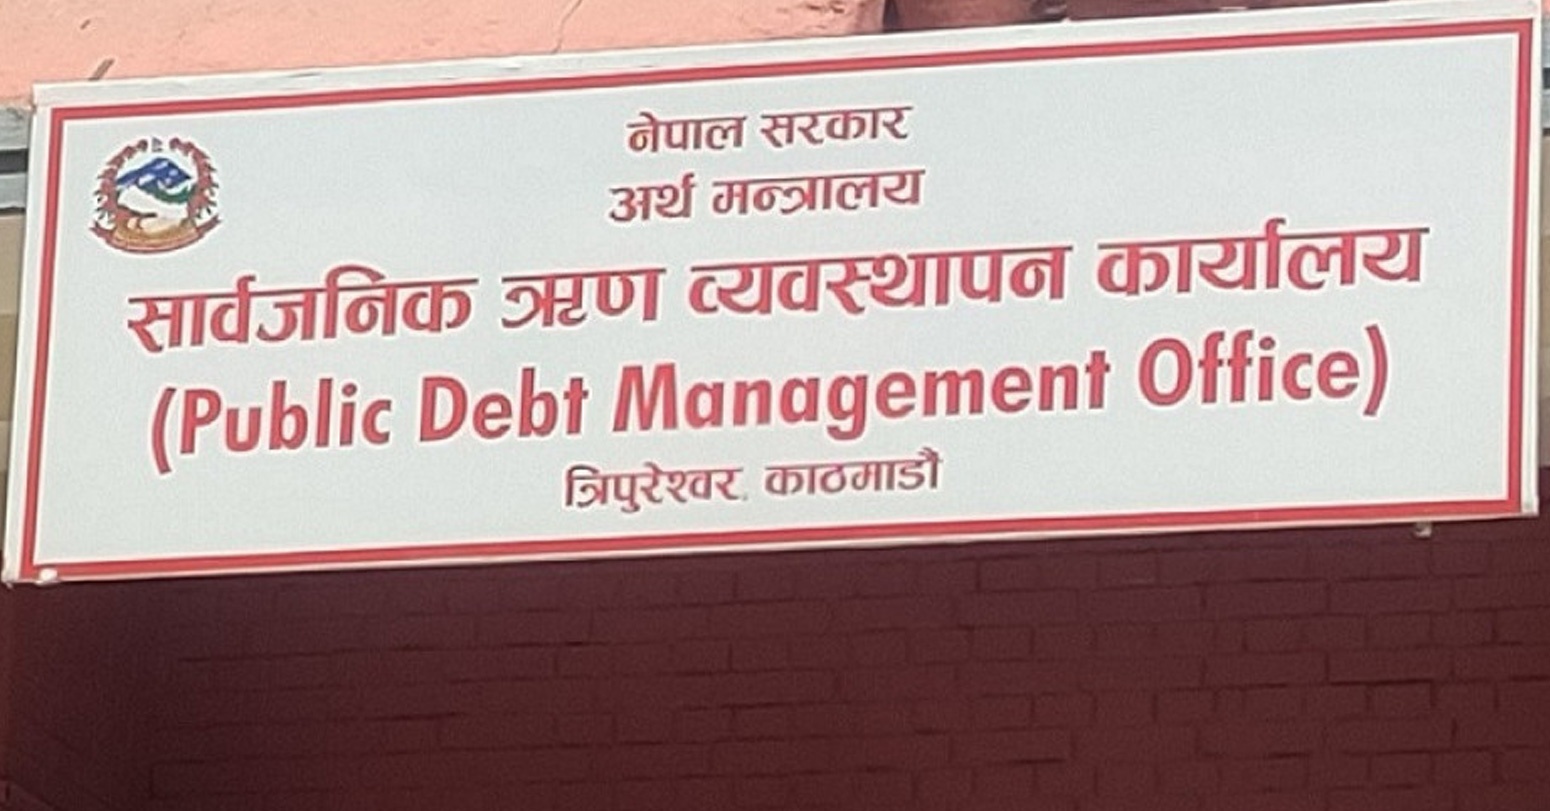 नेपाल सरकार
अर्थ मन्त्रालय
सार्वजनिक ऋण व्यवस्थापन कार्यालय
(Public Debt Management Office)
त्रिपुरेश्वर, काठमाडौं